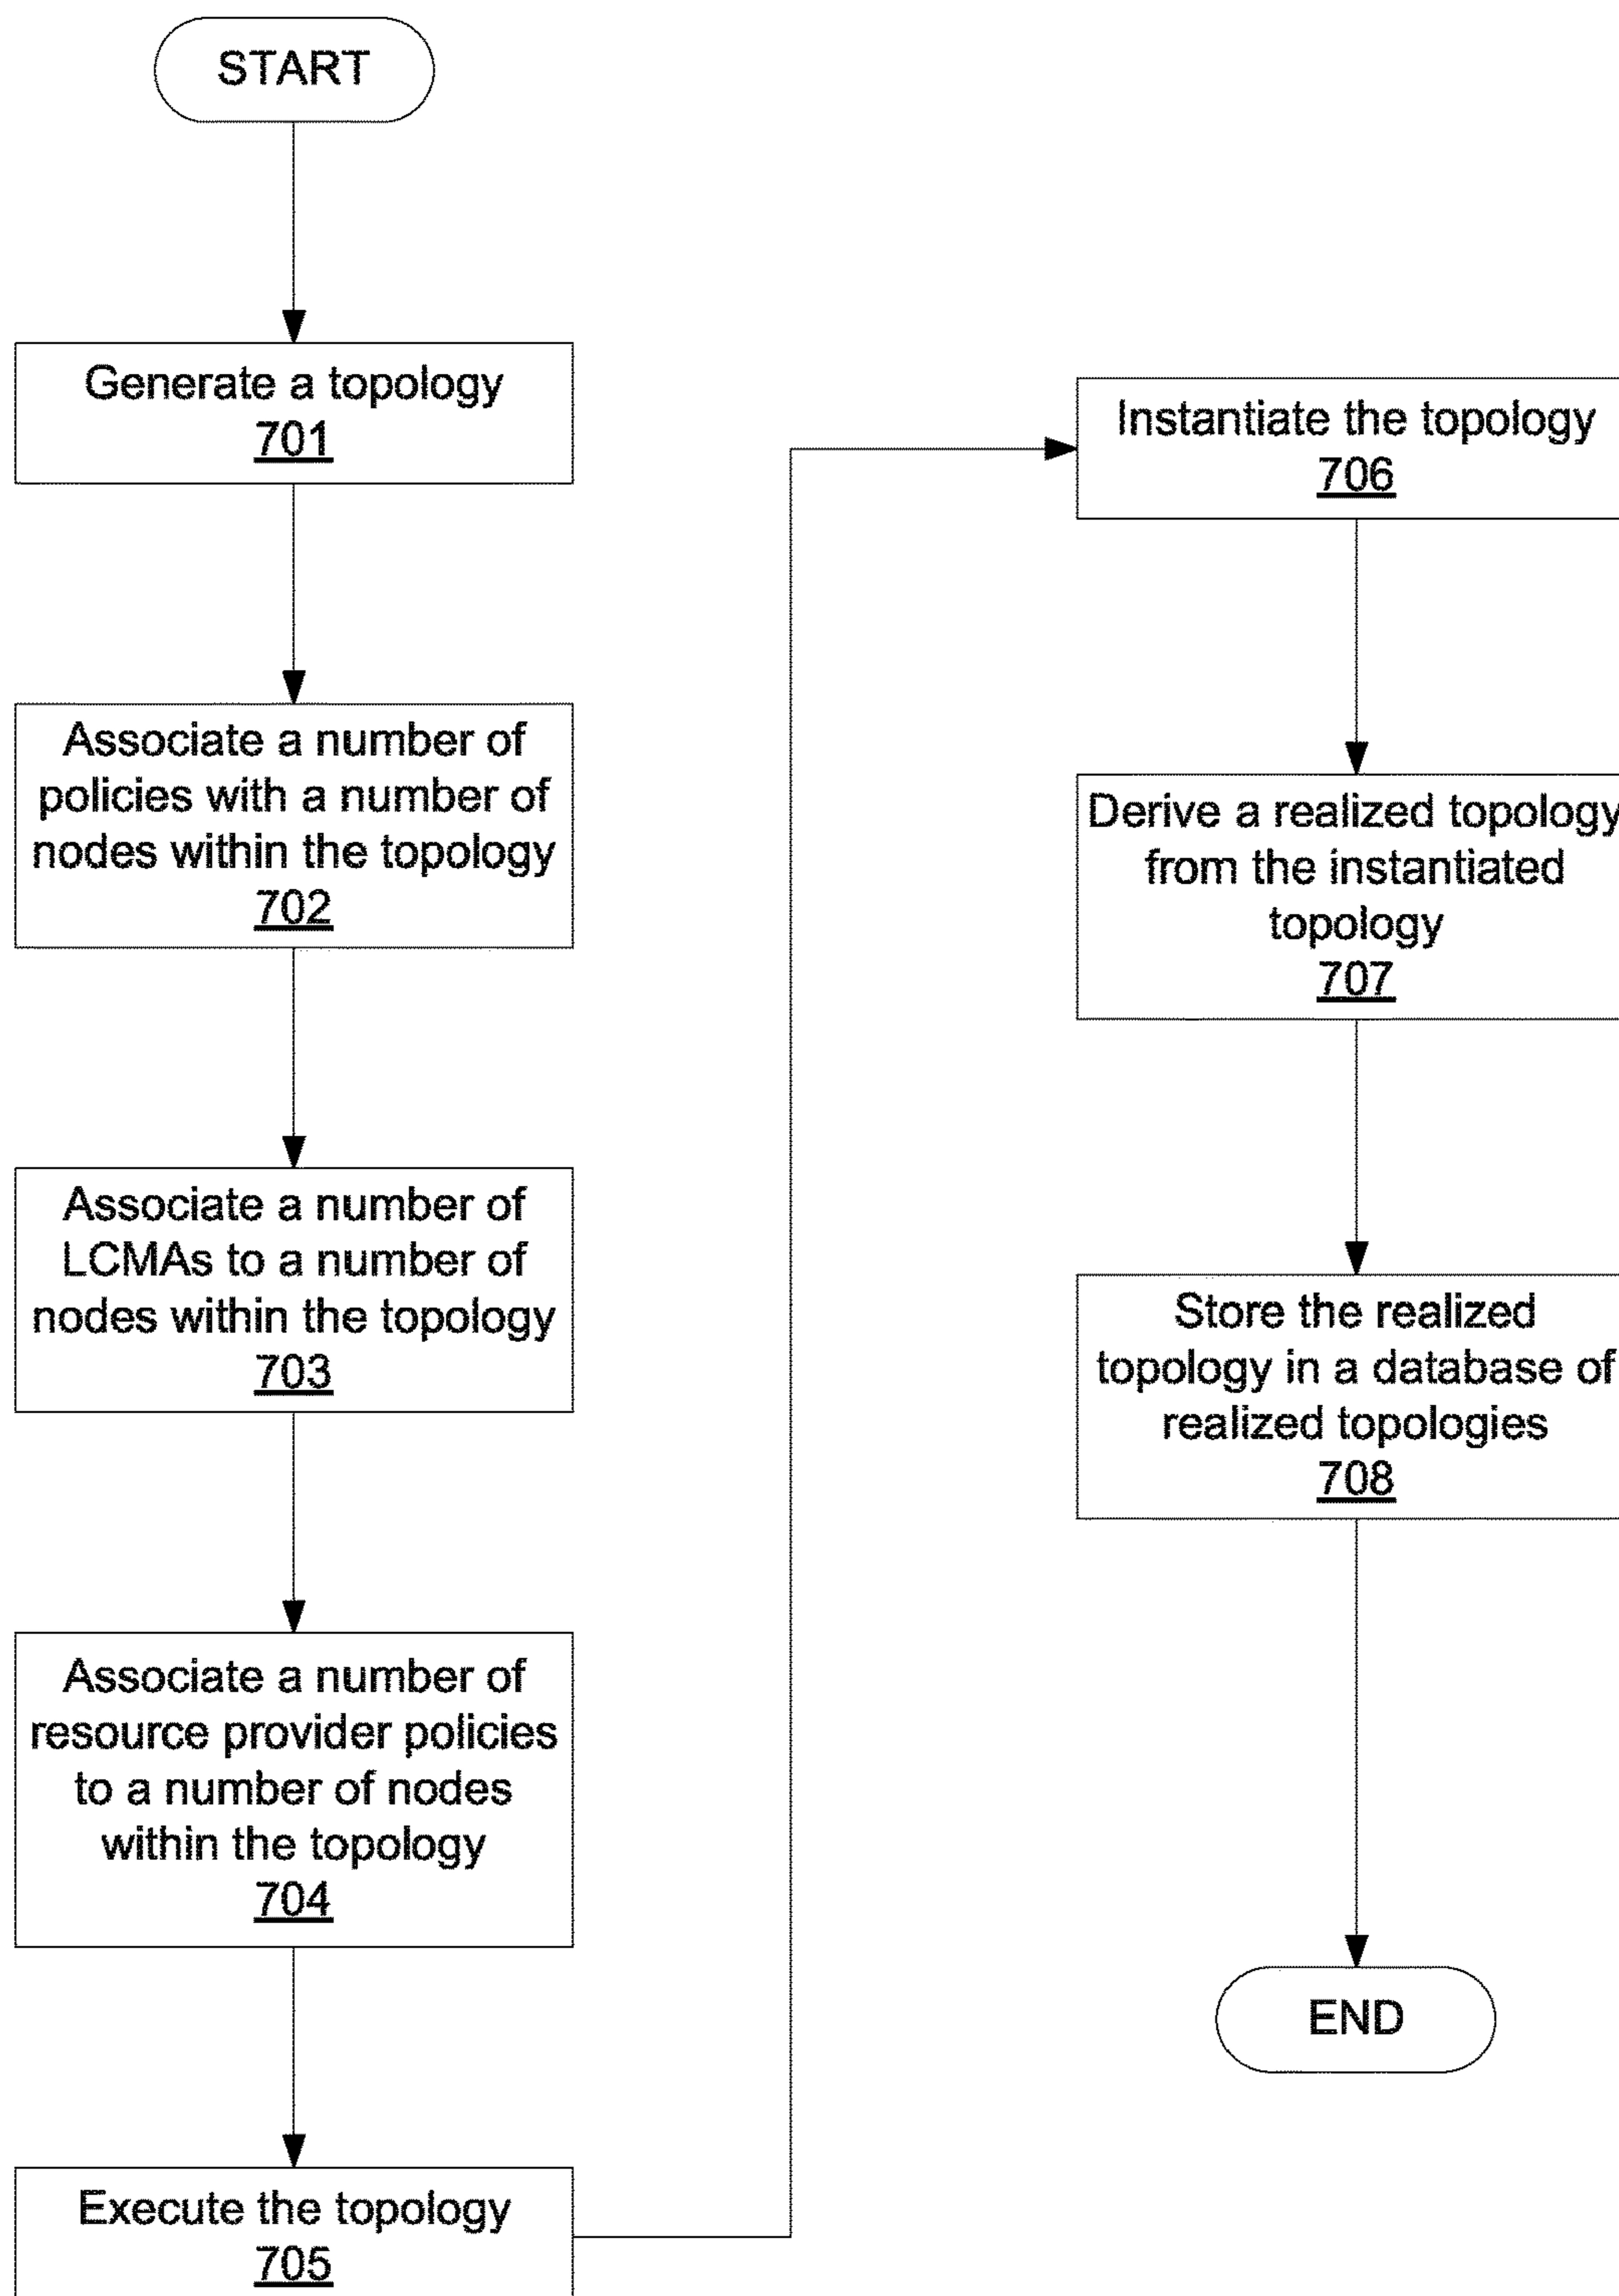 START
Generate a topology
701
Associate a number of
policies with a number of
nodes within the topology
702
Associate a number of
LCMAs to a number of
nodes within the topology
703
Associate a number of
resource provider policies
to a number of nodes
within the topology
704
Execute the topology
705
Instantiate the topology
706
Derive a realized topology
from the instantiated
topology
707
Store the realized
topology in a database of
realized topologies
708
END